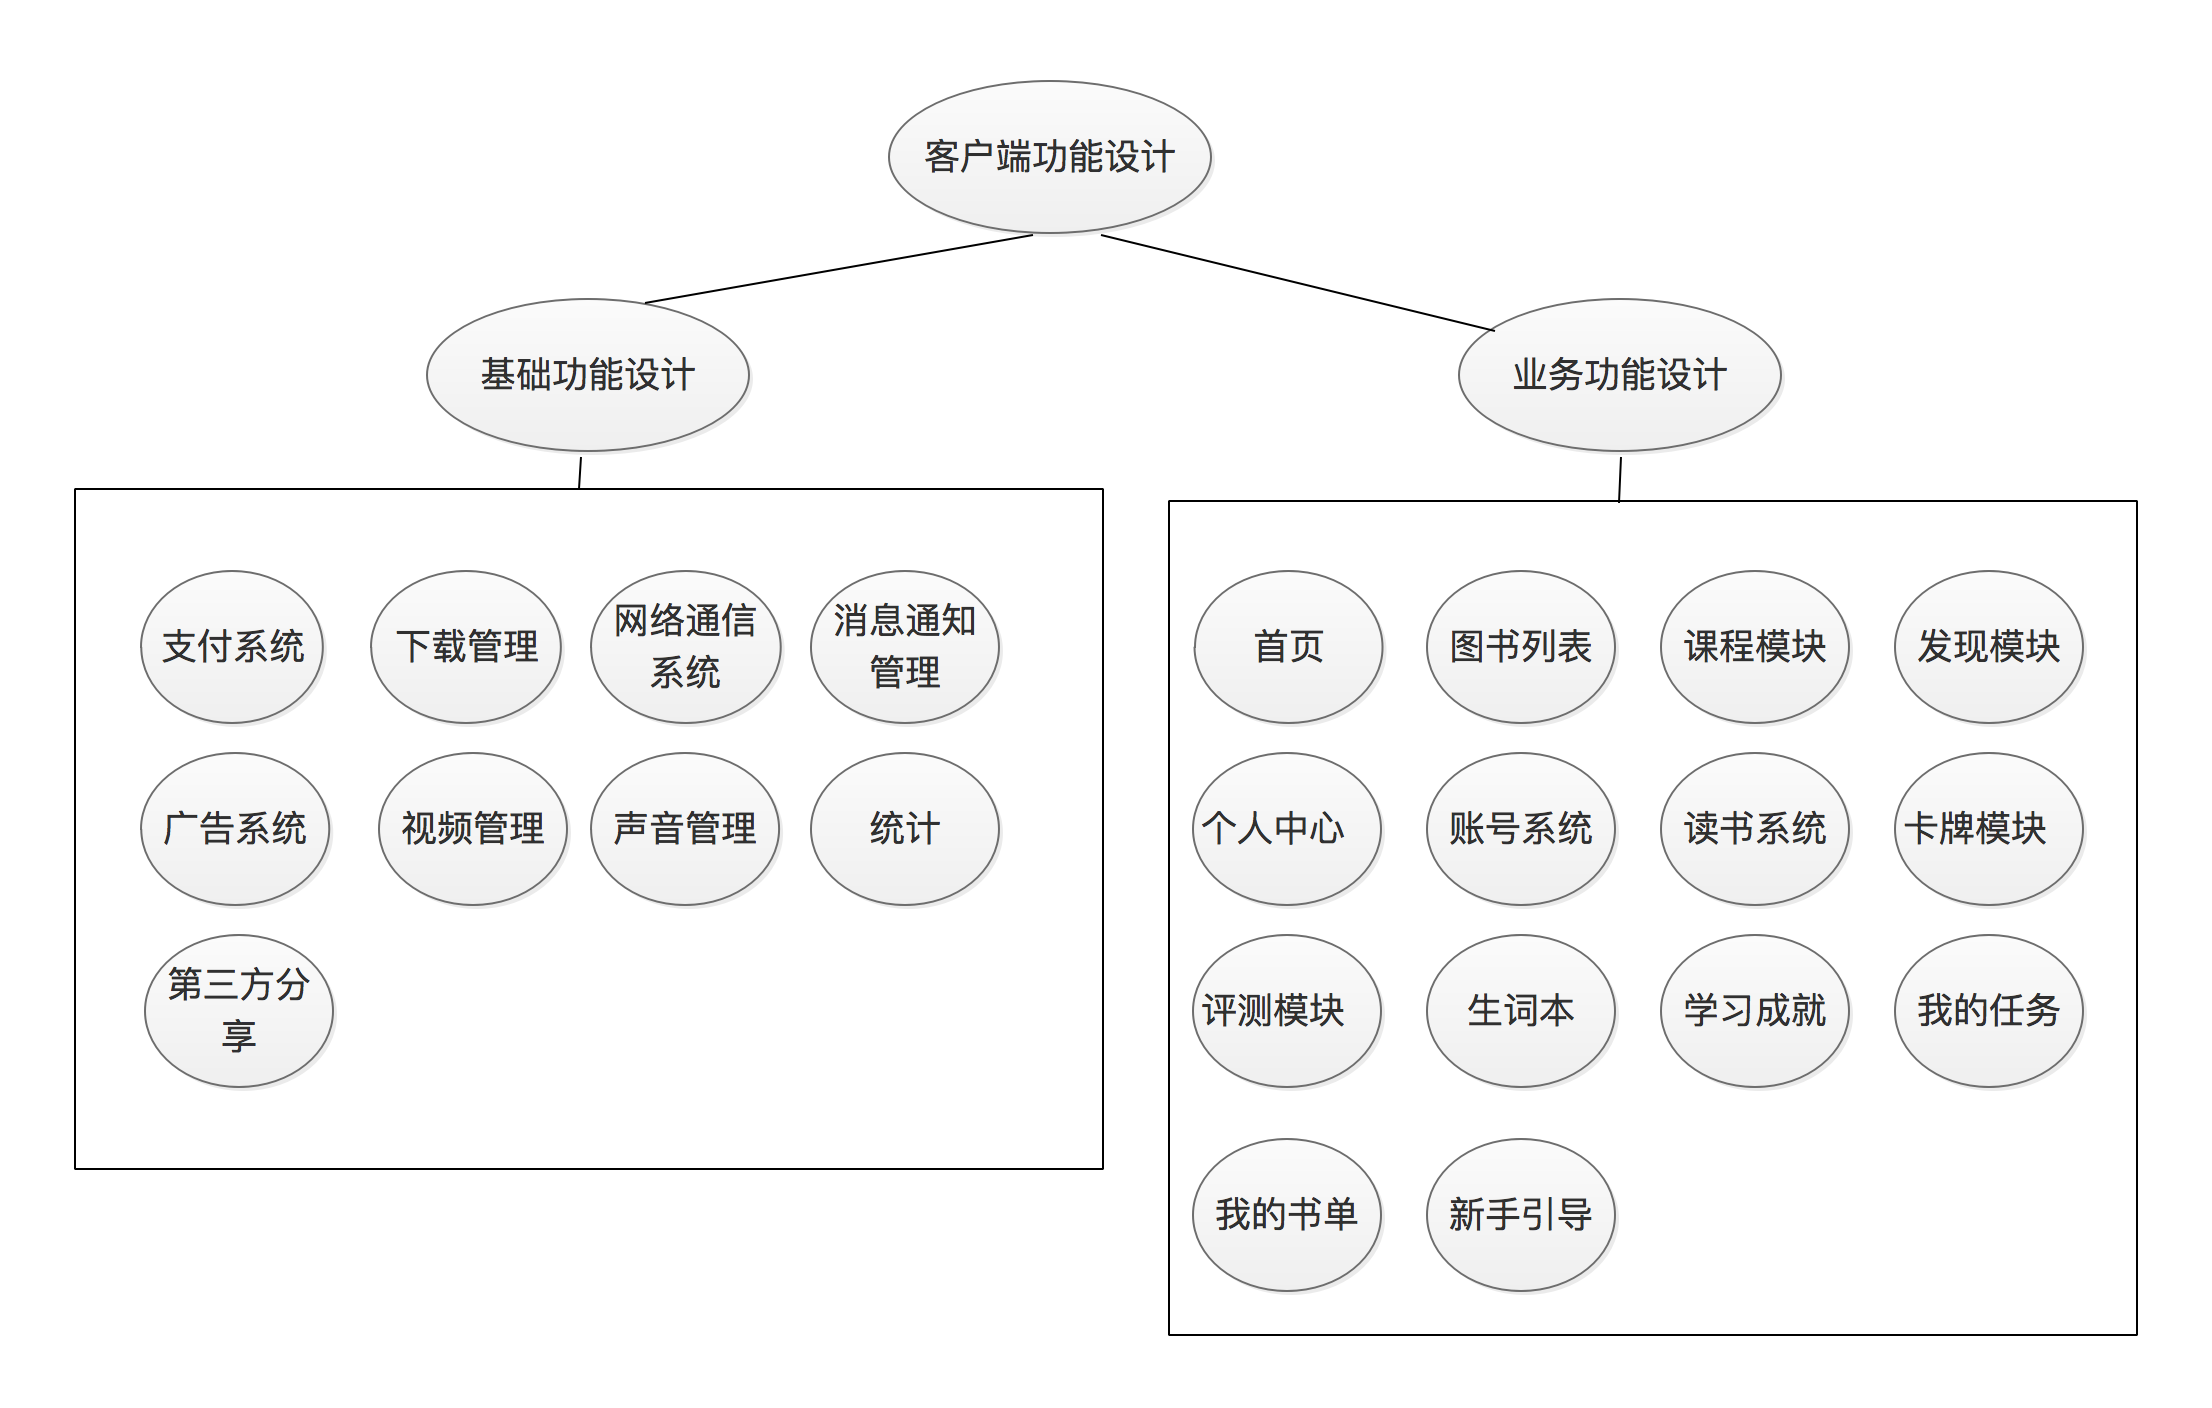 客户端功能设计
基础功能设计
业务功能设计
支付系统
下载管理
网络通信
系统
消息通知
管理
广告系统
视频管理
声音管理
统计
第三方分
享
首页
图书列表
课程模块
发现模块
个人中心
账号系统
读书系统
卡牌模块
评测模块
生词本
学习成就
我的任务
我的书单
新手引导